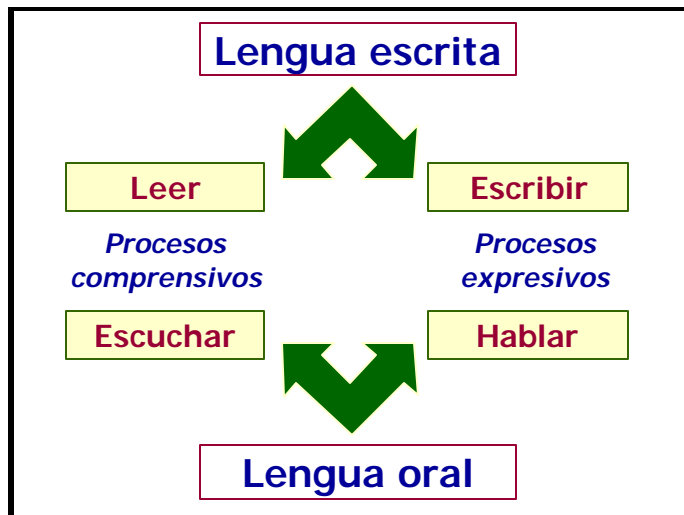 Lengua escrita
Leer
Escribir
Procesos
comprensivos
Procesos
expresivos
Escuchar
Hablar
Lengua oral